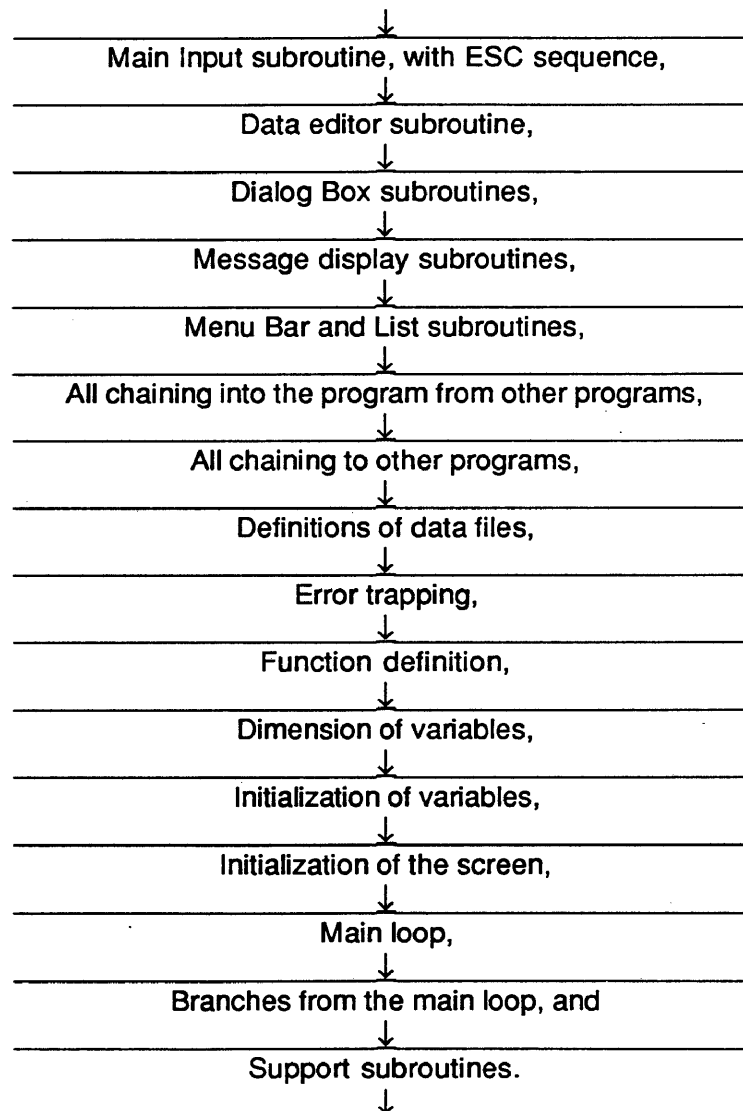 Main Input subroutine, with ESC sequence,
Data editor subroutine,
Dialog Box subroutines,
Message display subroutines,
Menu Bar and List subroutines,
All chaining into the program from other programs,
All chaining to other programs,
Definitions of data files,
Error trapping,
Function definition,
Dimension of variables,
Initialization of variables,
Initialization of the screen,
Main loop,
Branches from the main loop, and
Support subroutines.